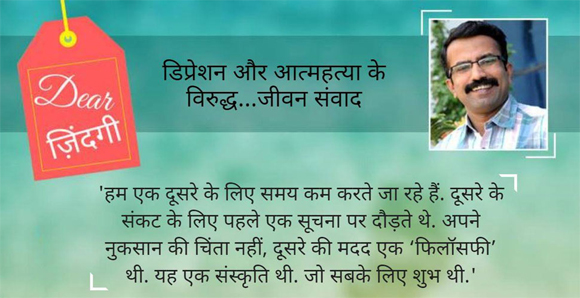 Dear
ज़िंदगी
डिप्रेशन और आत्महत्या के
विरुद्ध...जीवन संवाद
'हम एक दूसरे के लिए समय कम करते जा रहे हैं. दूसरे के
संकट के लिए पहले एक सूचना पर दौड़ते थे. अपने
नुकसान की चिंता नहीं, दूसरे की मदद एक ‘फिलॉसफी’
थी. यह एक संस्कृति थी. जो सबके लिए शुभ थी.'